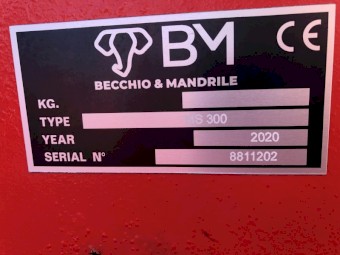 BM CE
BECCHIO & MANDRILE
KG.
TYPE 300
YEAR 2020
SERIAL N° 8811202